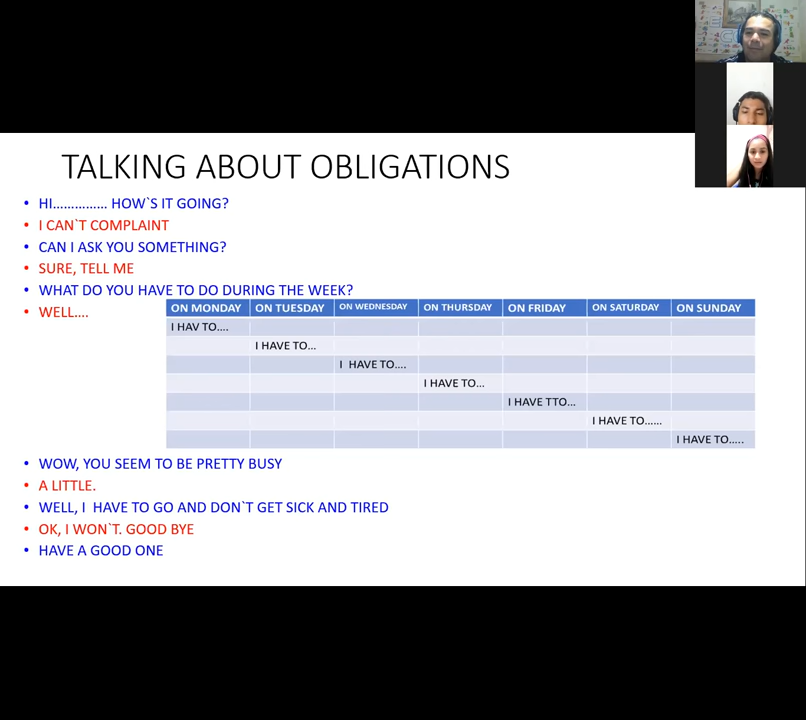 TALKING ABOUT OBLIGATIONS
• HI…………… HOW`S IT GOING?
• I CAN`T COMPLAINT
• CAN I ASK YOU SOMETHING?
• SURE, TELL ME
• WHAT DO YOU HAVE TO DO DURING THE WEEK?
• WELL….
ON MONDAY ON TUESDAY ON WEDNESDAY ON THURSDAY ON FRIDAY ON SATURDAY ON SUNDAY
I HAV TO….
I HAVE TO…
I HAVE TO….
I HAVE TO…
I HAVE TTO…
I HAVE TO……
I HAVE TO…..
• WOW, YOU SEEM TO BE PRETTY BUSY
• A LITTLE.
• WELL, I HAVE TO GO AND DON`T GET SICK AND TIRED
• OK, I WON`T. GOOD BYE
• HAVE A GOOD ONE